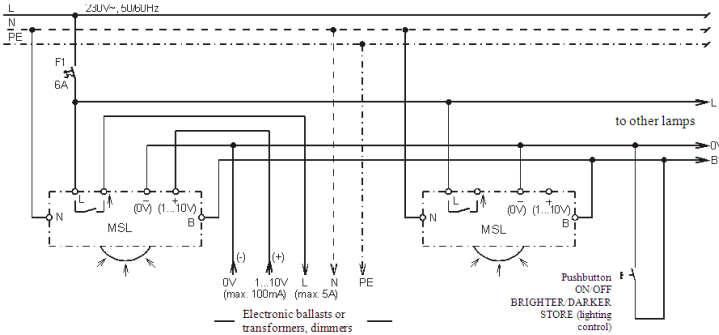 L 230V~, 50/60Hz
N
PE
F1
6A
L
to other lamps
0V
B
L − + (0V) (1...10V)
N MSL B
L − + (0V) (1...10V)
N MSL B
(-) (+)
0V 1...10V L N PE
(max. 100mA) (max. 5A)
Electronic ballasts or
transformers, dimmers
Pushbutton
ON/OFF
BRIGHTER/DARKER
STORE (lighting
control)